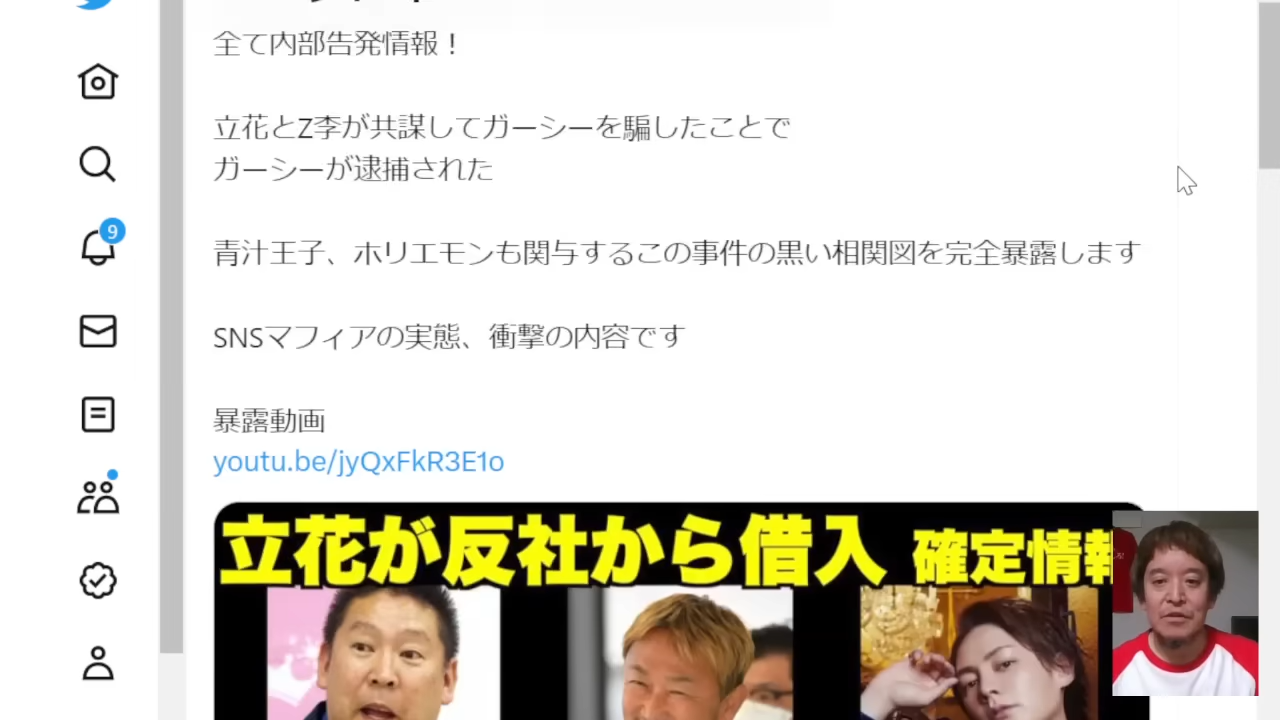 全て内部告発情報！
立花とZ李が共謀してガーシーを騙したことで
ガーシーが逮捕された
青汁王子、ホリエモンも関与するこの事件の黒い相関図を完全暴露します
SNSマフィアの実態、衝撃の内容です
暴露動画
youtu.be/jyQxFkR3E1o
立花が反社から借入 確定情報
9